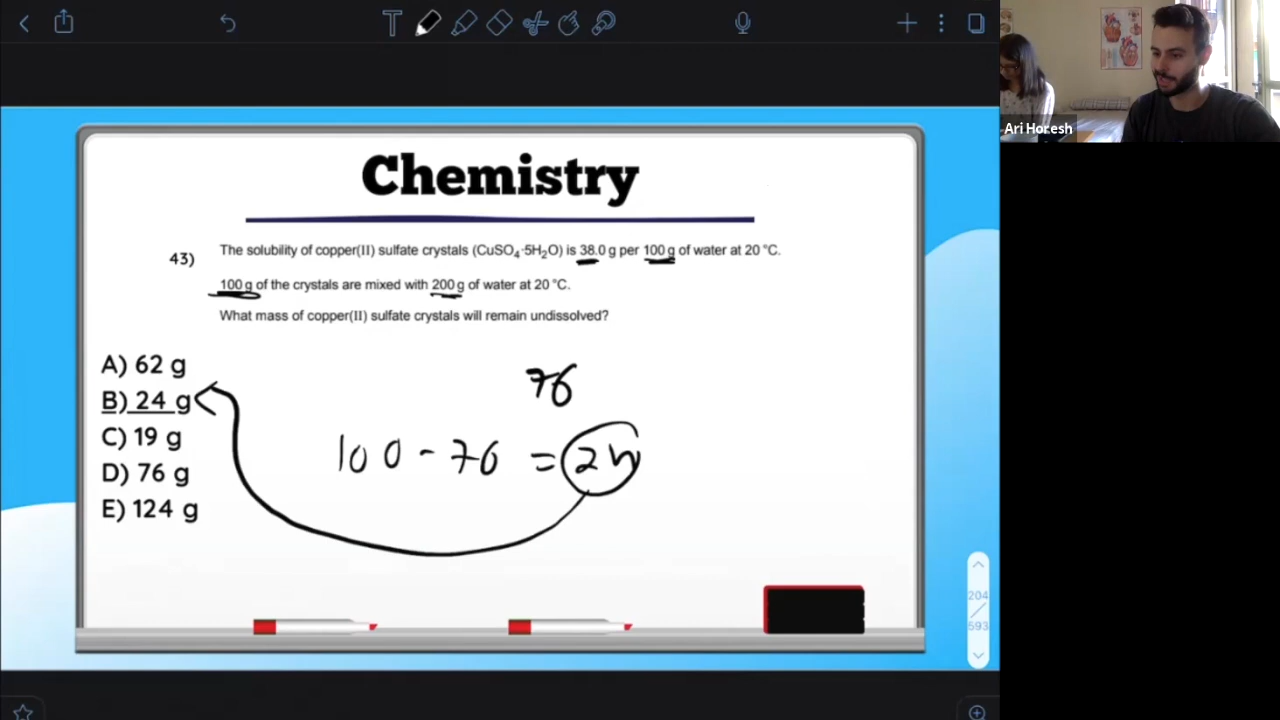 Ari Horesh
Chemistry
43) The solubility of copper(II) sulfate crystals (CuSO₄·5H₂O) is 38.0 g per 100 g of water at 20 °C.
100 g of the crystals are mixed with 200 g of water at 20 °C.
What mass of copper(II) sulfate crystals will remain undissolved?
A) 62 g
B) 24 g
C) 19 g
D) 76 g
E) 124 g
76
100 - 76 = 24
204
593